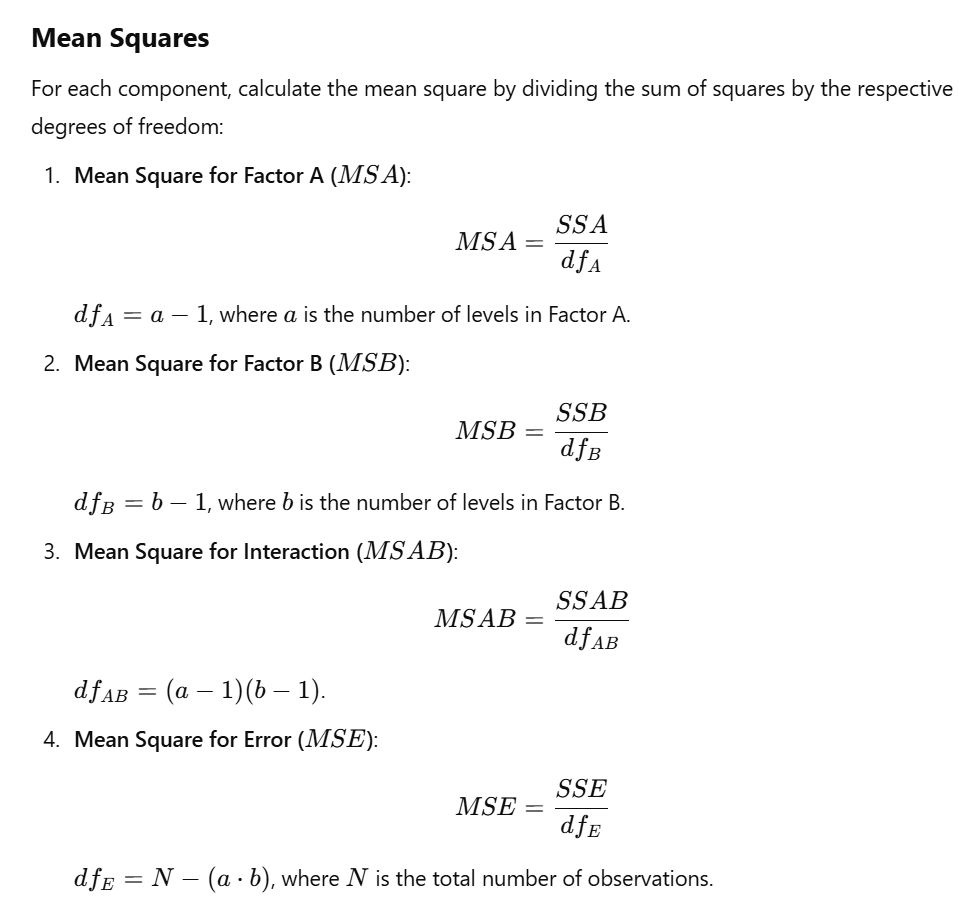 Mean Squares
For each component, calculate the mean square by dividing the sum of squares by the respective
degrees of freedom:
1. Mean Square for Factor A (MSA):
MSA = SSA / df_A
df_A = a − 1, where a is the number of levels in Factor A.
2. Mean Square for Factor B (MSB):
MSB = SSB / df_B
df_B = b − 1, where b is the number of levels in Factor B.
3. Mean Square for Interaction (MSAB):
MSAB = SSAB / df_AB
df_AB = (a − 1)(b − 1).
4. Mean Square for Error (MSE):
MSE = SSE / df_E
df_E = N − (a · b), where N is the total number of observations.